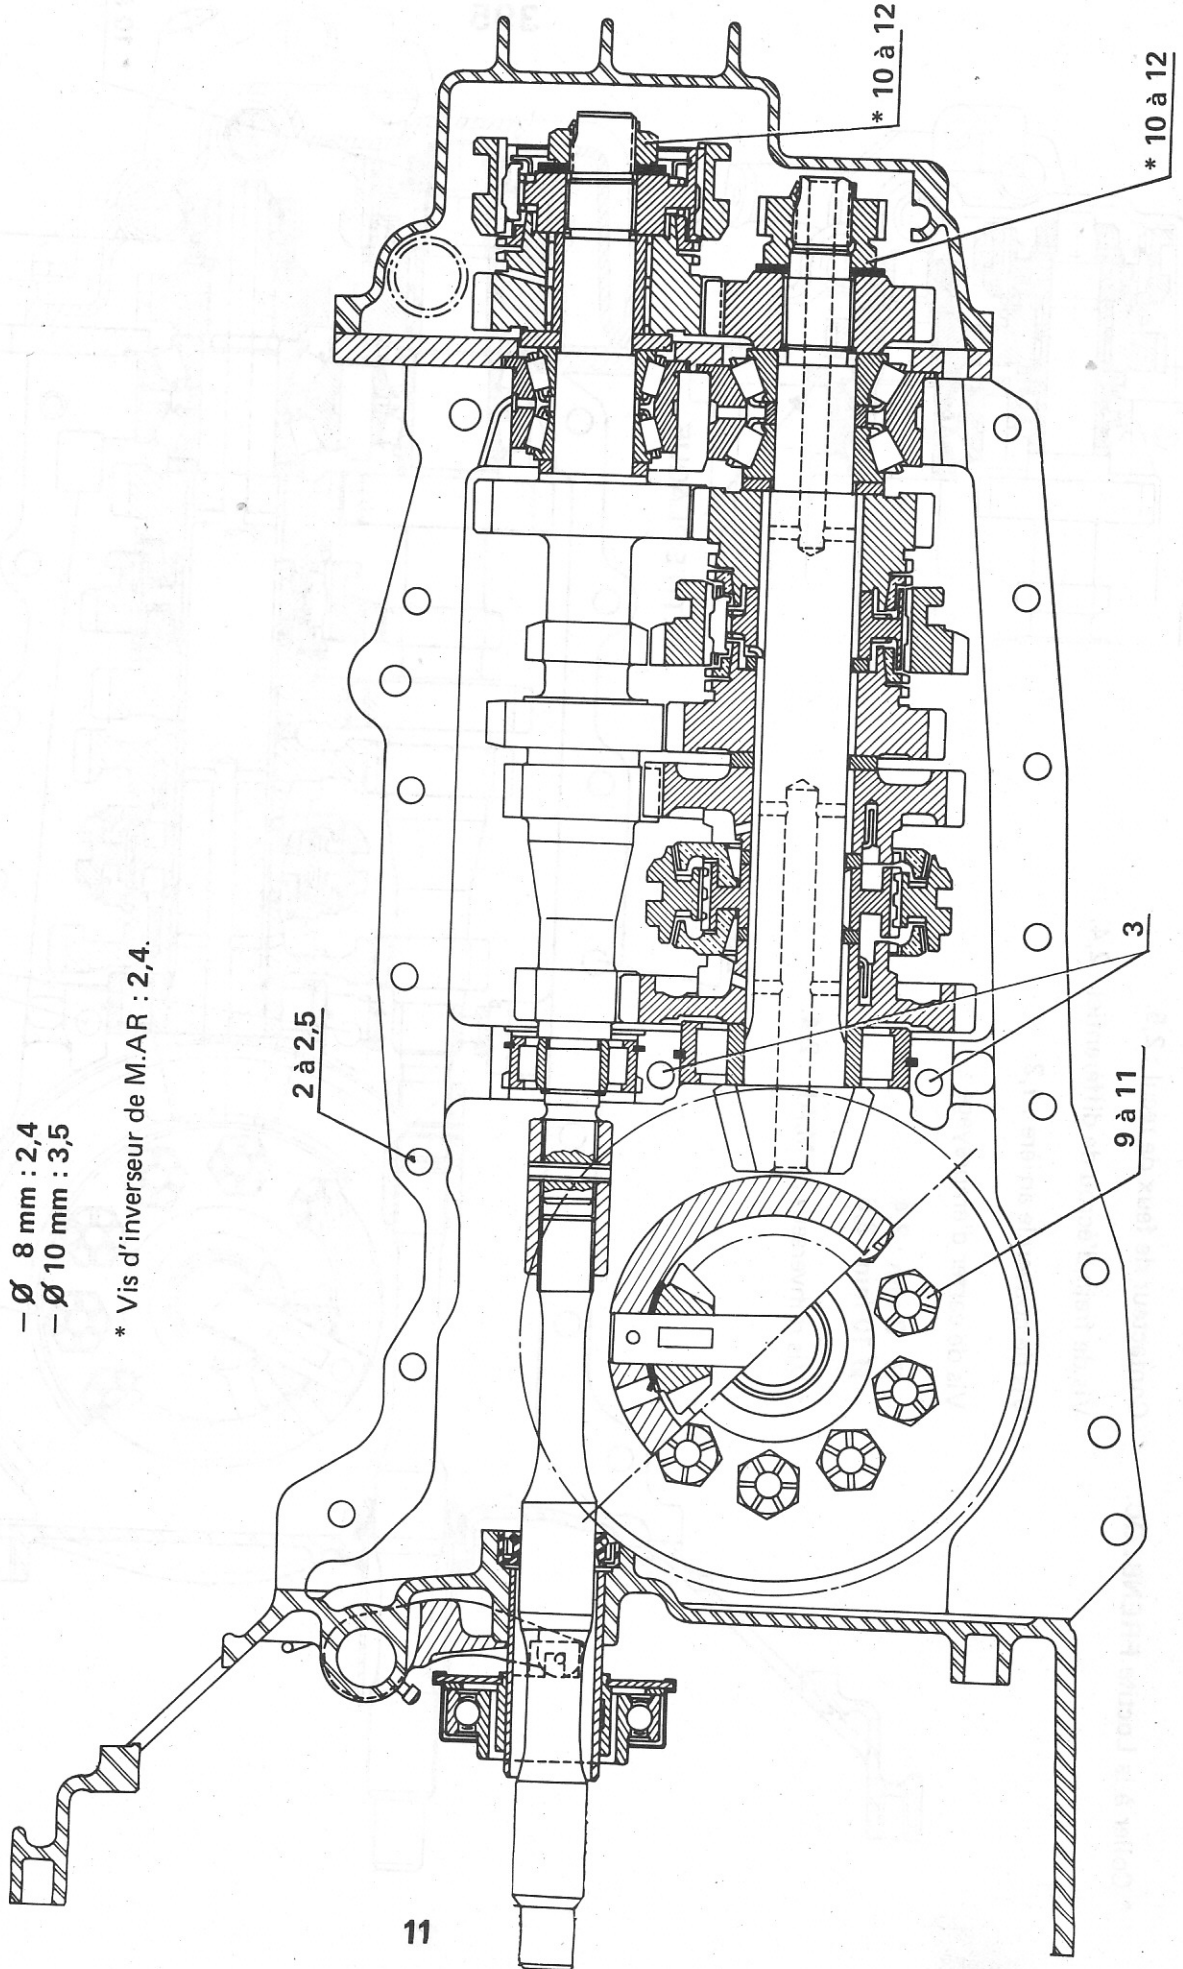 — Ø 8 mm : 2,4
— Ø 10 mm : 3,5
* Vis d'inverseur de M.AR : 2,4.
2 à 2,5
* 10 à 12
* 10 à 12
3
9 à 11
11